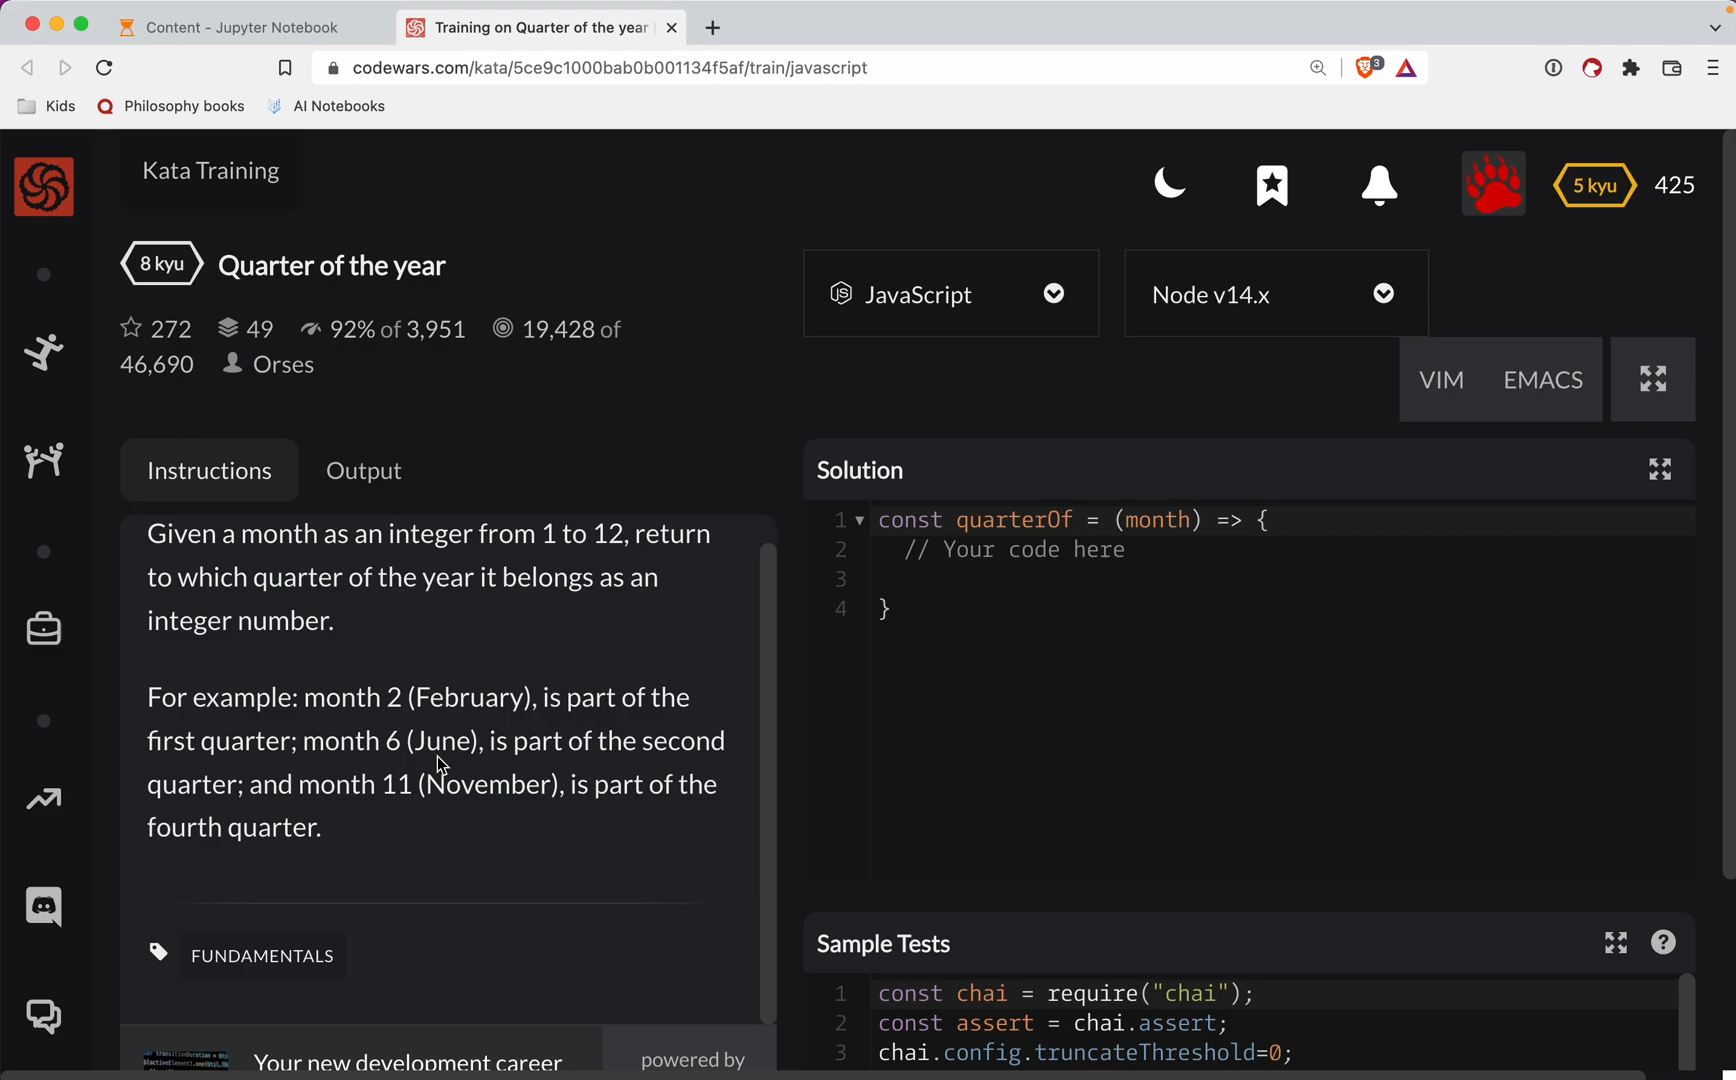 Content - Jupyter Notebook
Training on Quarter of the year
codewars.com/kata/5ce9c1000bab0b001134f5af/train/javascript
3
Kids
Philosophy books
AI Notebooks
Kata Training
5 kyu
425
8 kyu
Quarter of the year
JavaScript
Node v14.x
272 49 92% of 3,951 19,428 of
46,690 Orses
VIM
EMACS
Instructions
Output
Given a month as an integer from 1 to 12, return
to which quarter of the year it belongs as an
integer number.
For example: month 2 (February), is part of the
first quarter; month 6 (June), is part of the second
quarter; and month 11 (November), is part of the
fourth quarter.
FUNDAMENTALS
Your new development career
powered by
Solution
1 const quarterOf = (month) => {
2 // Your code here
3
4 }
Sample Tests
1 const chai = require("chai");
2 const assert = chai.assert;
3 chai.config.truncateThreshold=0;